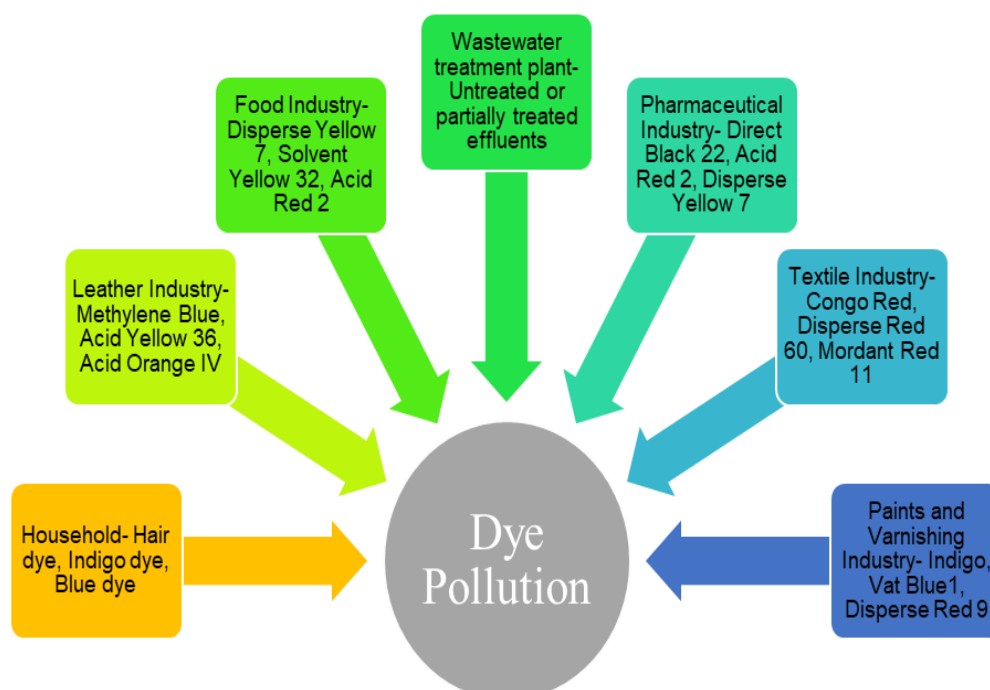 Wastewater
treatment plant-
Untreated or
partially treated
effluents
Food Industry-
Disperse Yellow
7, Solvent
Yellow 32, Acid
Red 2
Pharmaceutical
Industry- Direct
Black 22, Acid
Red 2, Disperse
Yellow 7
Leather Industry-
Methylene Blue,
Acid Yellow 36,
Acid Orange IV
Textile Industry-
Congo Red,
Disperse Red
60, Mordant Red
11
Household- Hair
dye, Indigo dye,
Blue dye
Dye
Pollution
Paints and
Varnishing
Industry- Indigo,
Vat Blue1,
Disperse Red 9